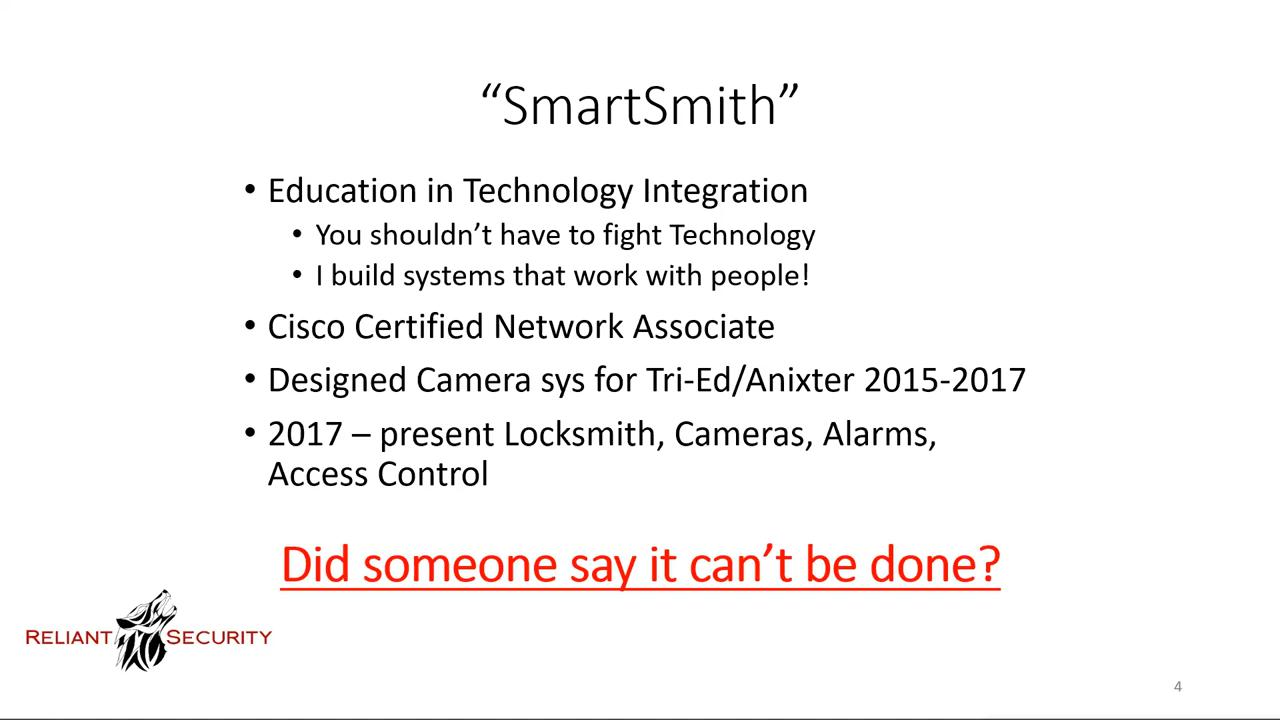 “SmartSmith”
• Education in Technology Integration
• You shouldn’t have to fight Technology
• I build systems that work with people!
• Cisco Certified Network Associate
• Designed Camera sys for Tri-Ed/Anixter 2015-2017
• 2017 – present Locksmith, Cameras, Alarms,
Access Control
Did someone say it can’t be done?
RELIANT SECURITY
4